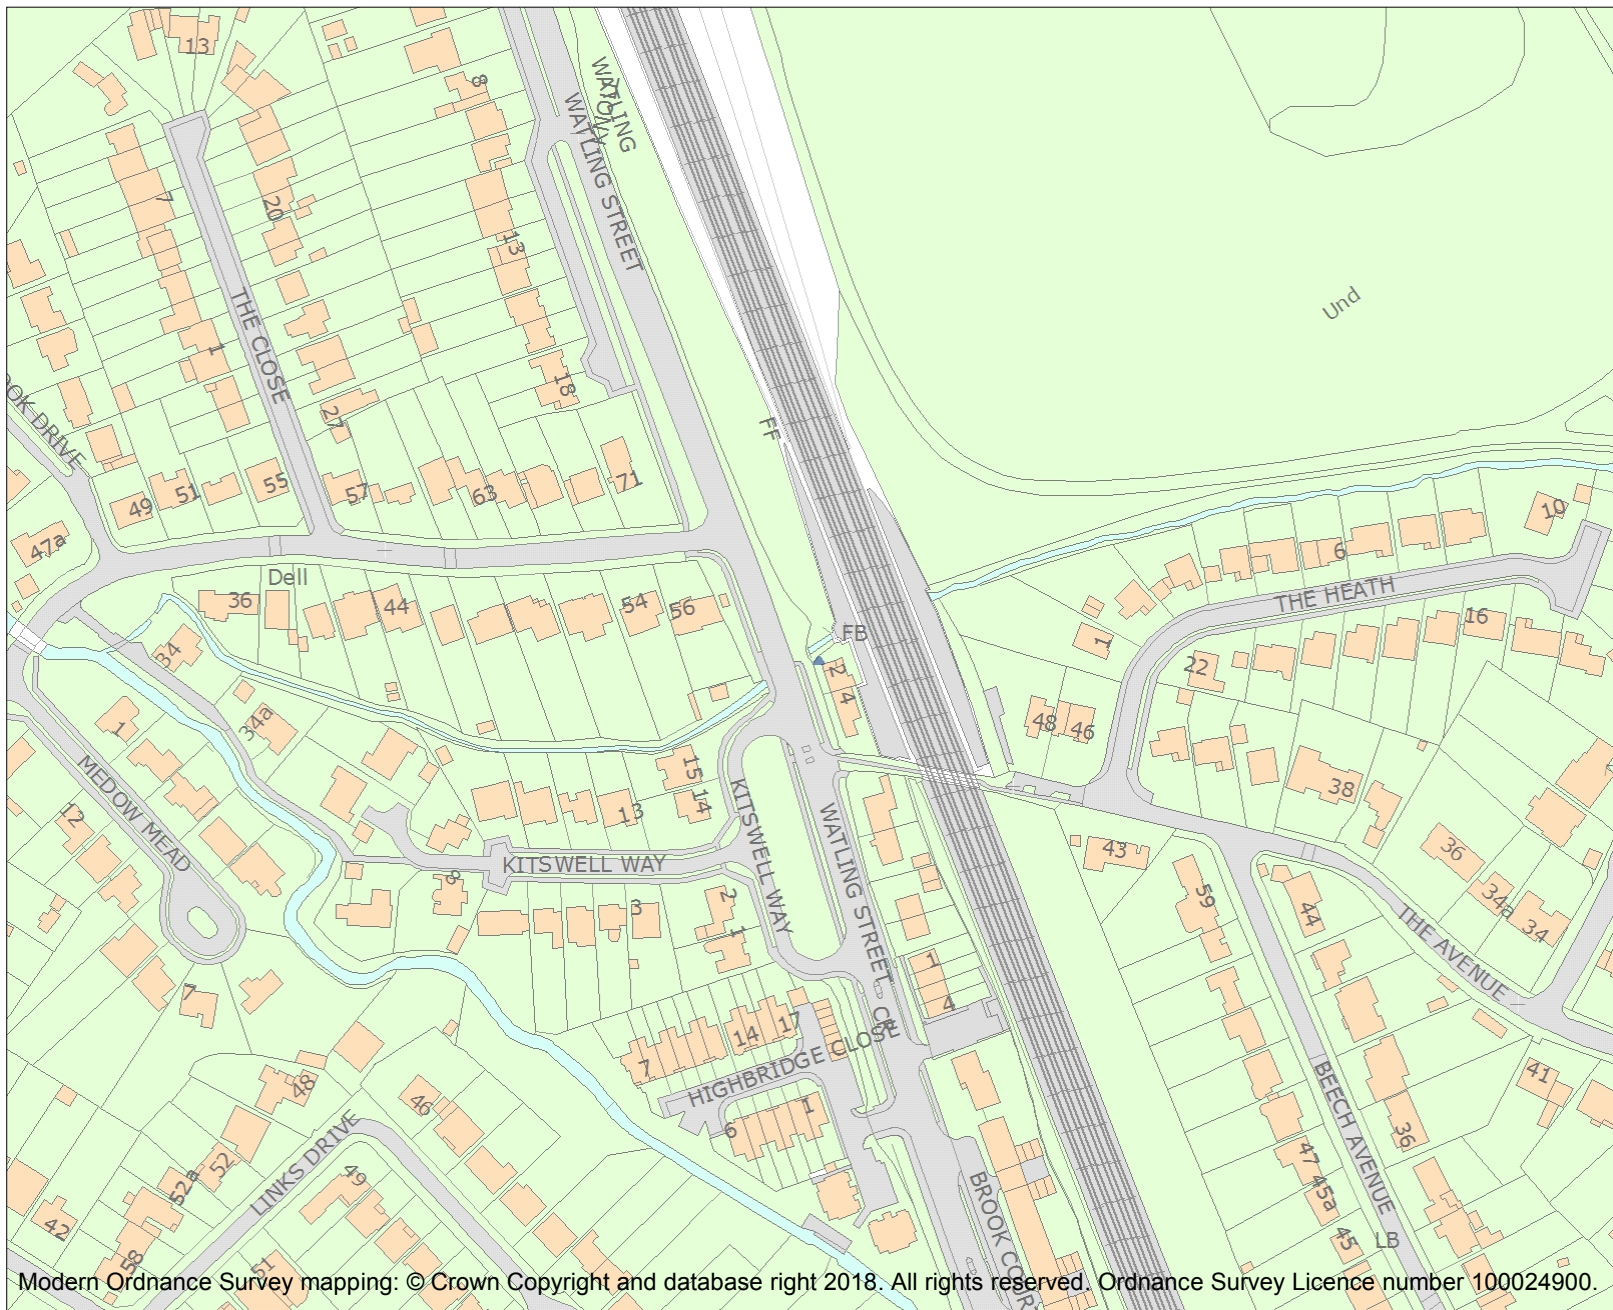 13
8
WATLING
WATLING STREET
7
20
13
Und
THE CLOSE
1
18
27
FF
OOK DRIVE
49
51
55
57
63
71
10
47a
Dell
6
THE HEATH
36
44
54
56
FB
16
34
1
2
4
22
34a
1
48
46
MEDOW MEAD
15
14
KITSWELL WAY
38
12
13
WATLING STREET
43
36
KITSWELL WAY
8
59
44
34a
34
3
2
1
THE AVENUE
7
1
4
14
17
7
HIGHBRIDGE CLOSE
48
46
1
6
41
BEECH AVENUE
36
LINKS DRIVE
52
52a
49
47
45a
42
BROOK COUR
58
51
45
LB
Modern Ordnance Survey mapping: © Crown Copyright and database right 2018. All rights reserved. Ordnance Survey Licence number 100024900.